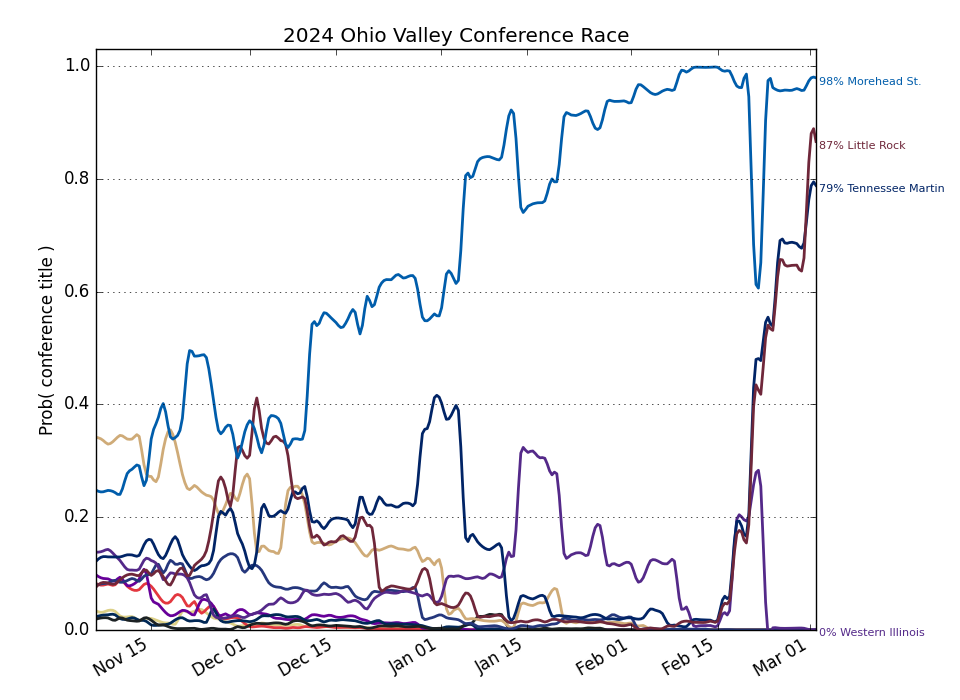 2024 Ohio Valley Conference Race
Prob( conference title )
1.0
0.8
0.6
0.4
0.2
0.0
Nov 15
Dec 01
Dec 15
Jan 01
Jan 15
Feb 01
Feb 15
Mar 01
98% Morehead St.
87% Little Rock
79% Tennessee Martin
0% Western Illinois